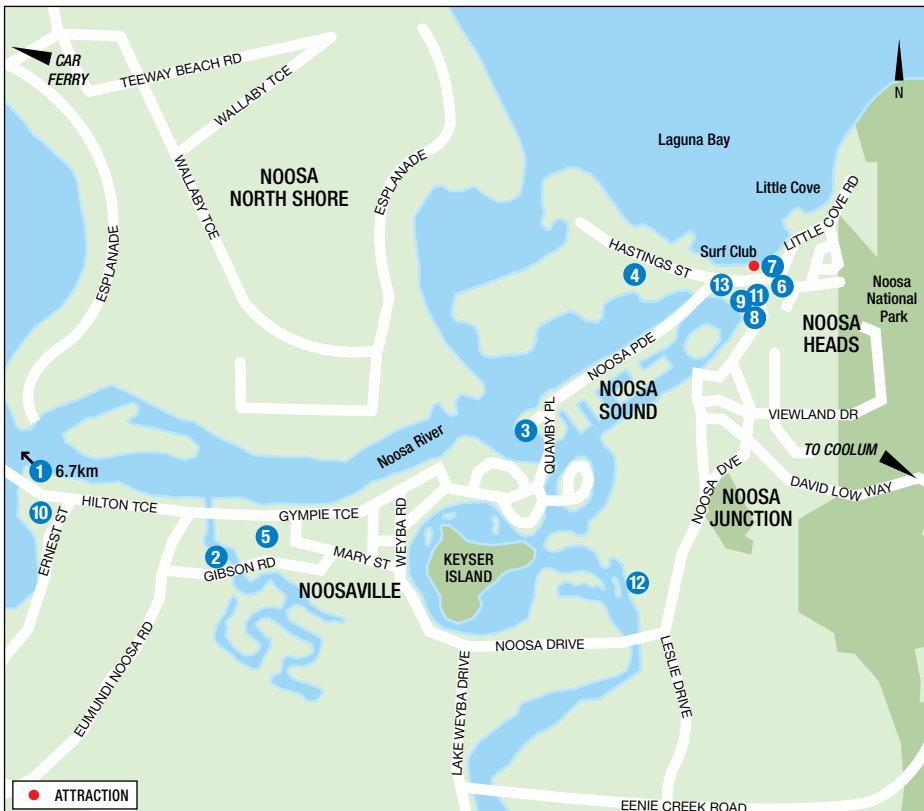 CAR
FERRY
TEEWAY BEACH RD
WALLABY TCE
WALLABY TCE
NOOSA
NORTH SHORE
ESPLANADE
ESPLANADE
N
Laguna Bay
Little Cove
LITTLE COVE RD
Surf Club
HASTINGS ST
4
13
7
6
11
9
8
Noosa
National
Park
NOOSA
HEADS
NOOSA PDE
NOOSA
SOUND
VIEWLAND DR
TO COOLUM
DAVID LOW WAY
NOOSA DVE
NOOSA
JUNCTION
3
QUAMBY PL
Noosa River
1
6.7km
10
HILTON TCE
ERNEST ST
GYMPIE TCE
5
2
GIBSON RD
MARY ST
WEYBA RD
NOOSAVILLE
KEYSER
ISLAND
12
EUMUNDI NOOSA RD
NOOSA DRIVE
LAKE WEYBA DRIVE
LESLIE DRIVE
EENIE CREEK ROAD
ATTRACTION